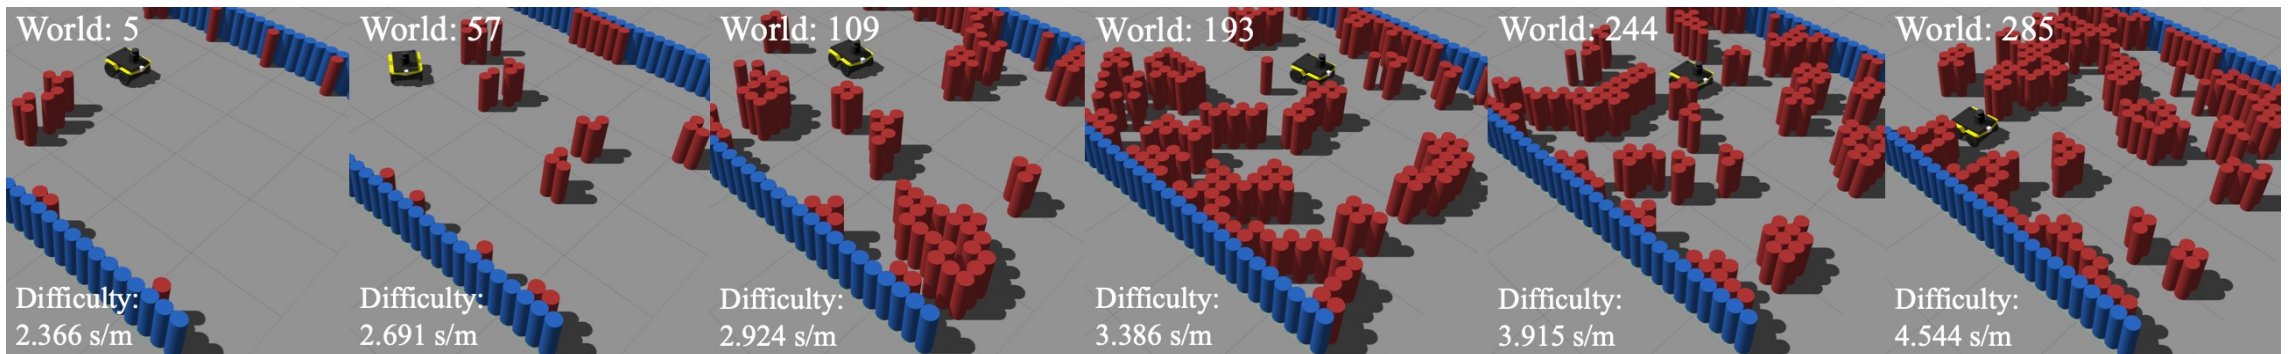 World: 5
Difficulty:
2.366 s/m
World: 57
Difficulty:
2.691 s/m
World: 109
Difficulty:
2.924 s/m
World: 193
Difficulty:
3.386 s/m
World: 244
Difficulty:
3.915 s/m
World: 285
Difficulty:
4.544 s/m